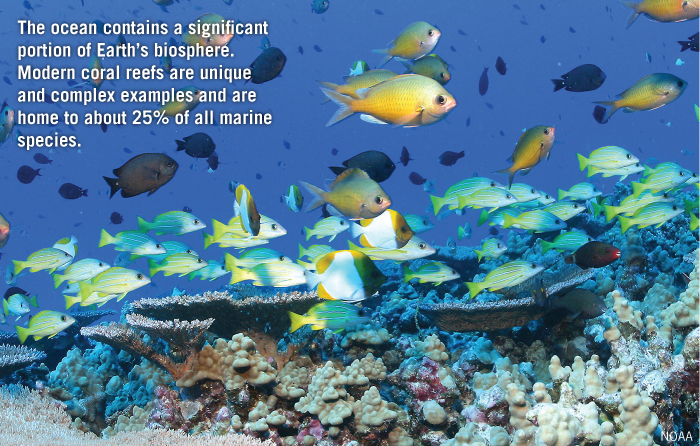 The ocean contains a significant
portion of Earth's biosphere.
Modern coral reefs are unique
and complex examples and are
home to about 25% of all marine
species.
NOAA